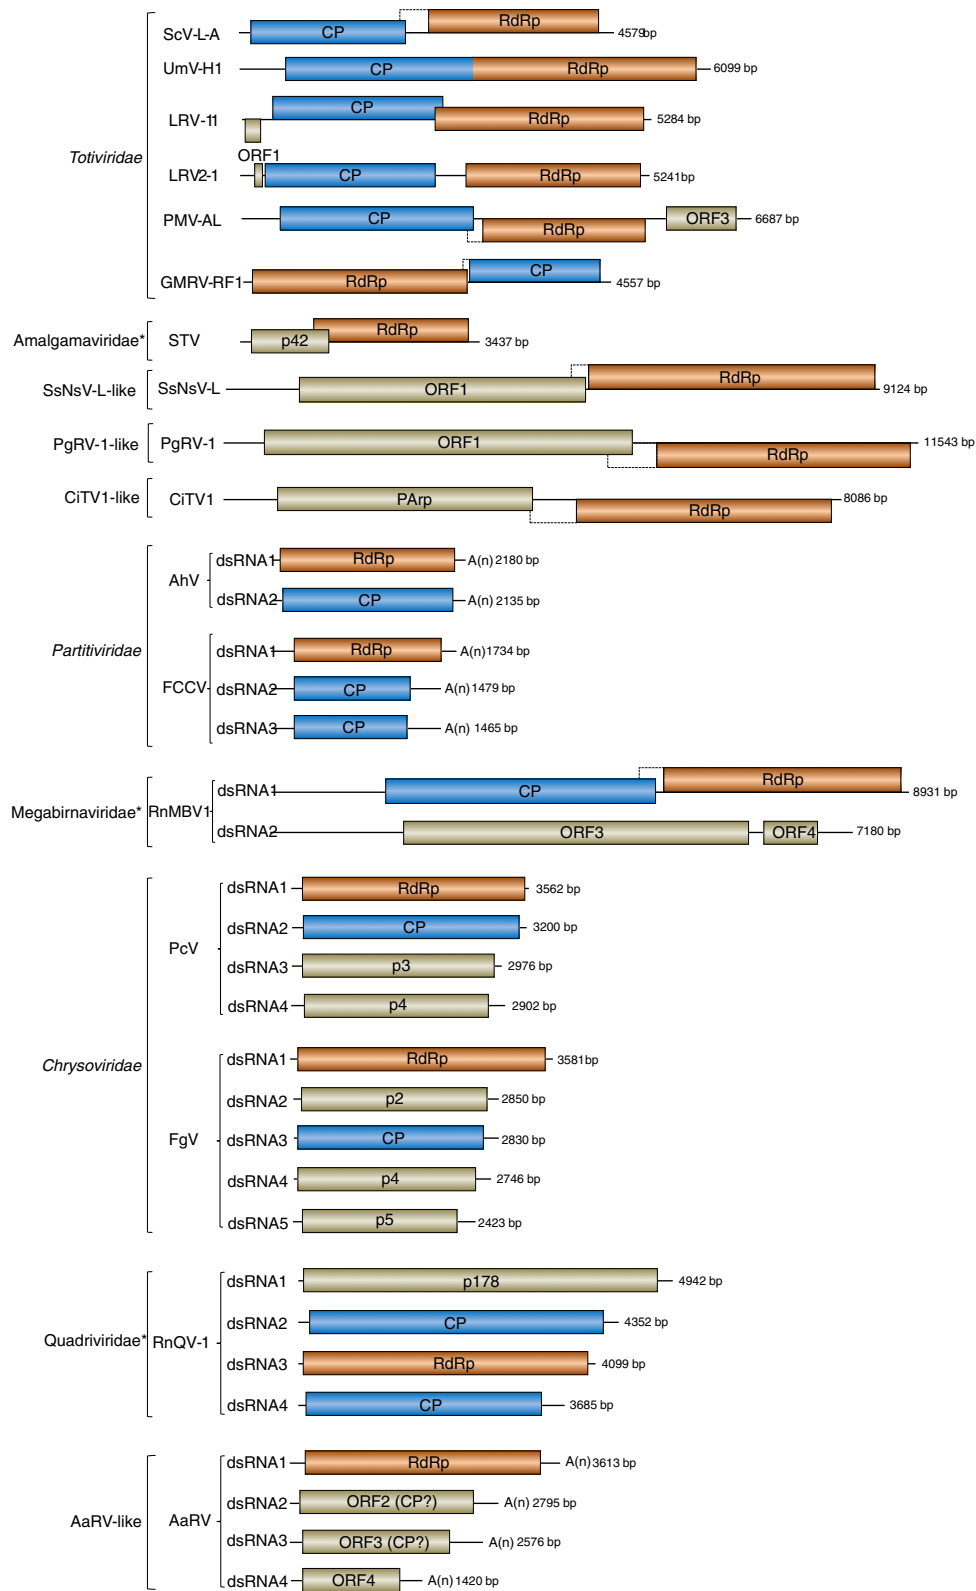 RdRp
ScV-L-A CP 4579bp
UmV-H1 CP RdRp 6099 bp
CP
LRV-11 RdRp 5284 bp
ORF1
LRV2-1 CP RdRp 5241bp
PMV-AL CP ORF3 6687 bp
RdRp
Totiviridae
CP
GMRV-RF1 RdRp 4557 bp
RdRp
Amalgamaviridae* STV p42 3437 bp
RdRp
SsNsV-L-like SsNsV-L ORF1 9124 bp
PgRV-1-like PgRV-1 ORF1 11543 bp
RdRp
CiTV1-like CiTV1 PArp 8086 bp
RdRp
dsRNA1 RdRp A(n) 2180 bp
AhV
dsRNA2 CP A(n) 2135 bp
Partitiviridae
dsRNA1 RdRp A(n) 1734 bp
FCCV dsRNA2 CP A(n) 1479 bp
dsRNA3 CP A(n) 1465 bp
RdRp
dsRNA1 CP 8931 bp
Megabirnaviridae* RnMBV1
dsRNA2 ORF3 ORF4 7180 bp
dsRNA1 RdRp 3562 bp
dsRNA2 CP 3200 bp
PcV
dsRNA3 p3 2976 bp
dsRNA4 p4 2902 bp
Chrysoviridae
dsRNA1 RdRp 3581bp
dsRNA2 p2 2850 bp
FgV dsRNA3 CP 2830 bp
dsRNA4 p4 2746 bp
dsRNA5 p5 2423 bp
dsRNA1 p178 4942 bp
dsRNA2 CP 4352 bp
Quadriviridae* RnQV-1
dsRNA3 RdRp 4099 bp
dsRNA4 CP 3685 bp
dsRNA1 RdRp A(n) 3613 bp
dsRNA2 ORF2 (CP?) A(n) 2795 bp
AaRV-like AaRV
dsRNA3 ORF3 (CP?) A(n) 2576 bp
dsRNA4 ORF4 A(n) 1420 bp